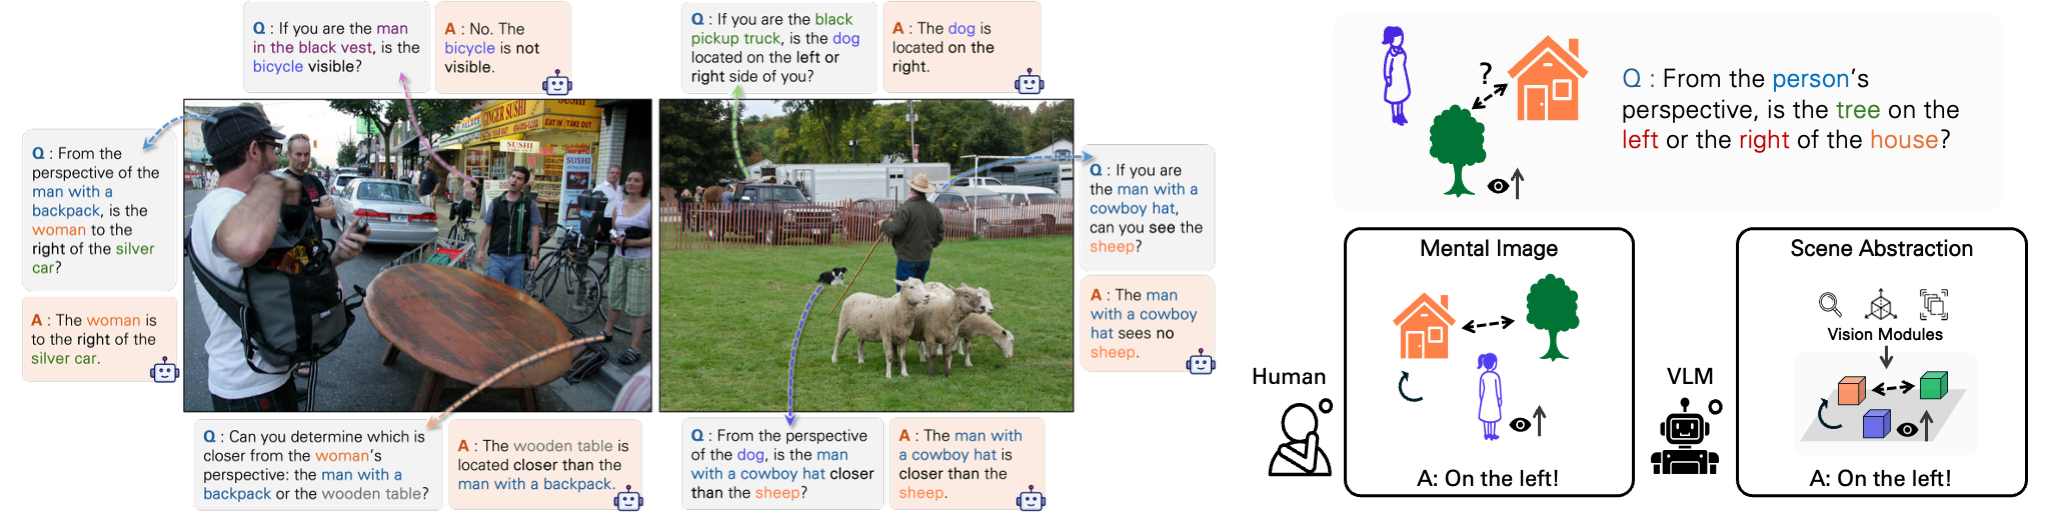 Q : If you are the man
in the black vest, is the
bicycle visible?
A : No. The
bicycle is not
visible.
Q : If you are the black
pickup truck, is the dog
located on the left or
right side of you?
A : The dog is
located on the
right.
Q : From the
perspective of the
man with a
backpack, is the
woman to the
right of the silver
car?
A : The woman is
to the right of the
silver car.
GINGER SUSHI
EAT IN / TAKE OUT
SUSHI
SUSHI
Q : If you are
the man with a
cowboy hat,
can you see the
sheep?
A : The man
with a cowboy
hat sees no
sheep.
Q : Can you determine which is
closer from the woman's
perspective: the man with a
backpack or the wooden table?
A : The wooden table is
located closer than the
man with a backpack.
Q : From the perspective
of the dog, is the man
with a cowboy hat closer
than the sheep?
A : The man with
a cowboy hat is
closer than the
sheep.
?
Q : From the person's
perspective, is the tree on the
left or the right of the house?
Human
Mental Image
A: On the left!
VLM
Scene Abstraction
Vision Modules
A: On the left!